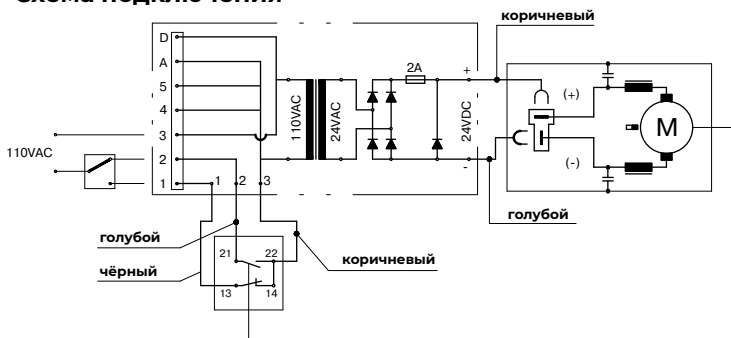 коричневый
D
A
5
4
3
2
1
110VAC
110VAC
24VAC
2A
+
-
24VDC
1 2 3
голубой
чёрный
21 22
13 14
коричневый
голубой
(+)
(-)
M